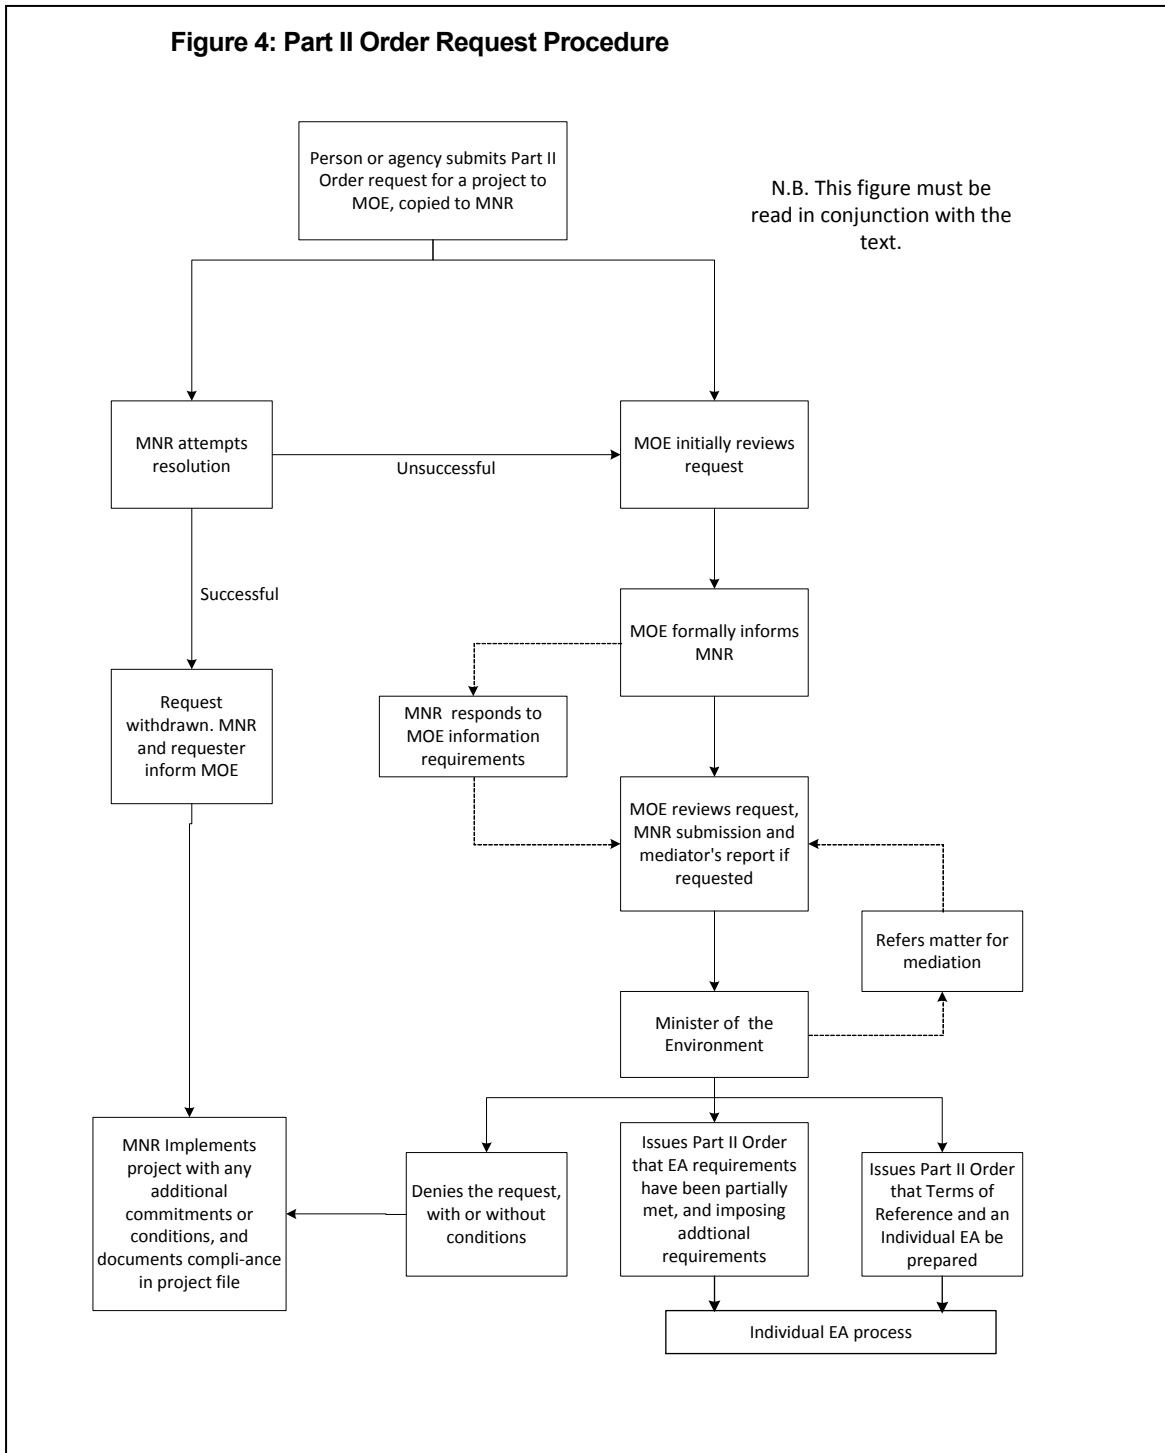 Figure 4: Part II Order Request Procedure
Person or agency submits Part II
Order request for a project to
MOE, copied to MNR
N.B. This figure must be
read in conjunction with the
text.
MNR attempts
resolution
Unsuccessful
MOE initially reviews
request
Successful
MOE formally informs
MNR
Request
withdrawn. MNR
and requester
inform MOE
MNR  responds to
MOE information
requirements
MOE reviews request,
MNR submission and
mediator's report if
requested
Refers matter for
mediation
Minister of  the
Environment
MNR Implements
project with any
additional
commitments or
conditions, and
documents compli-ance
in project file
Denies the request,
with or without
conditions
Issues Part II Order
that EA requirements
have been partially
met, and imposing
addtional
requirements
Issues Part II Order
that Terms of
Reference and an
Individual EA be
prepared
Individual EA process